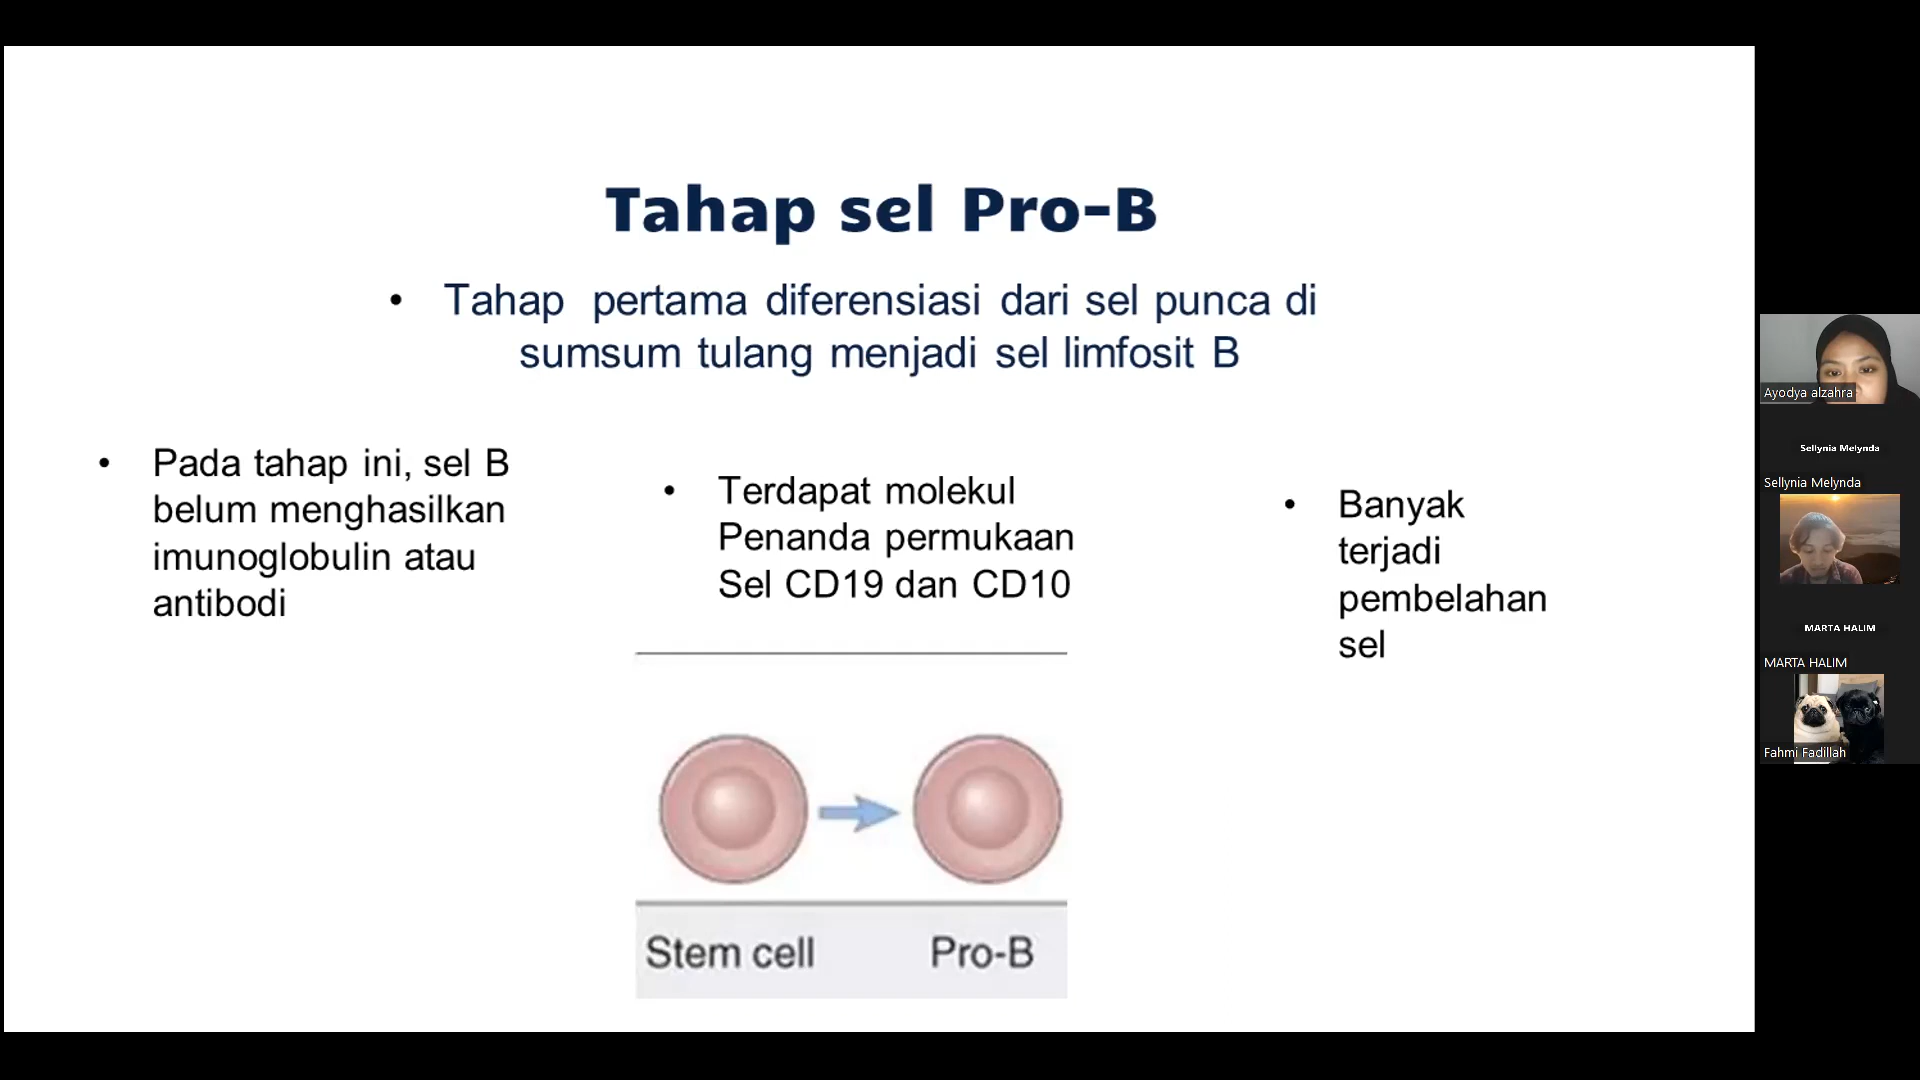 Tahap sel Pro-B
• Tahap pertama diferensiasi dari sel punca di
sumsum tulang menjadi sel limfosit B
• Pada tahap ini, sel B
belum menghasilkan
imunoglobulin atau
antibodi
• Terdapat molekul
Penanda permukaan
Sel CD19 dan CD10
• Banyak
terjadi
pembelahan
sel
Stem cell
Pro-B
Ayodya alzahra
Sellynia Melynda
Sellynia Melynda
MARTA HALIM
MARTA HALIM
Fahmi Fadillah